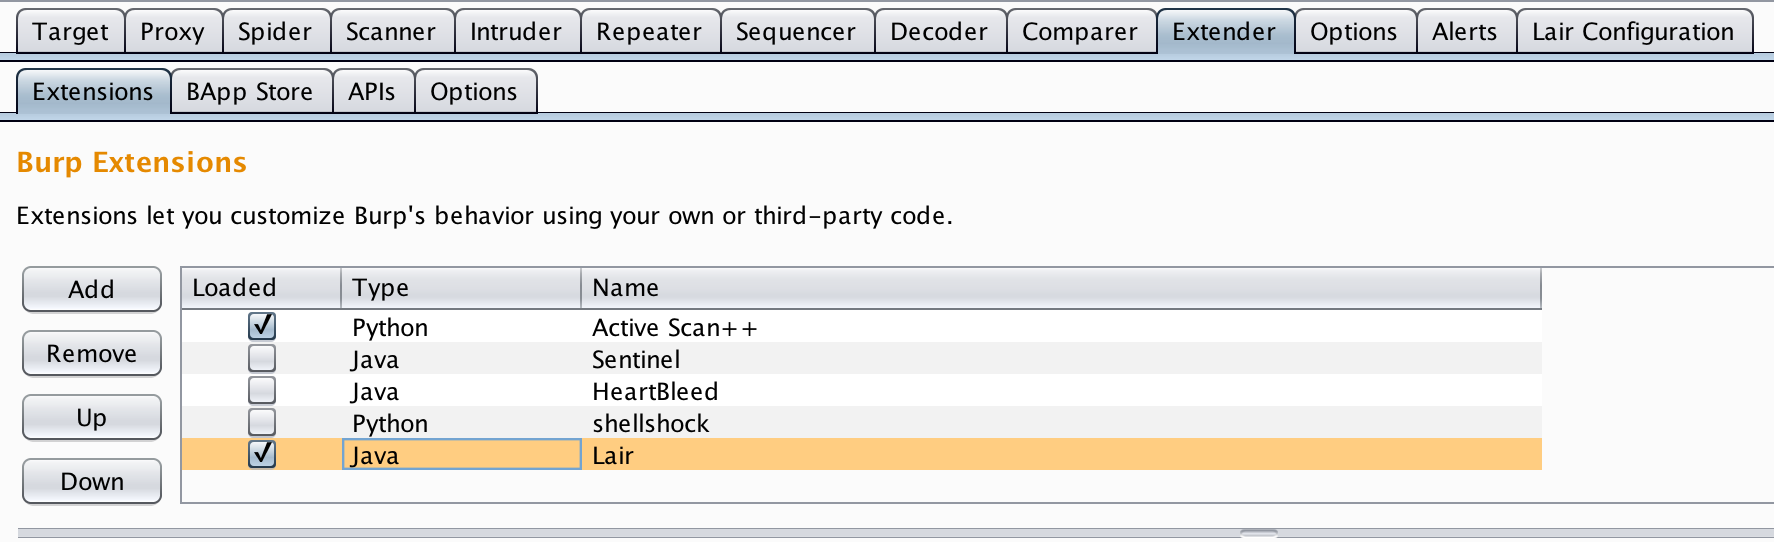 Target Proxy Spider Scanner Intruder Repeater Sequencer Decoder Comparer Extender Options Alerts Lair Configuration
Extensions BApp Store APIs Options
Burp Extensions
Extensions let you customize Burp's behavior using your own or third-party code.
Add
Remove
Up
Down
Loaded Type Name
Python Active Scan++
Java Sentinel
Java HeartBleed
Python shellshock
Java Lair